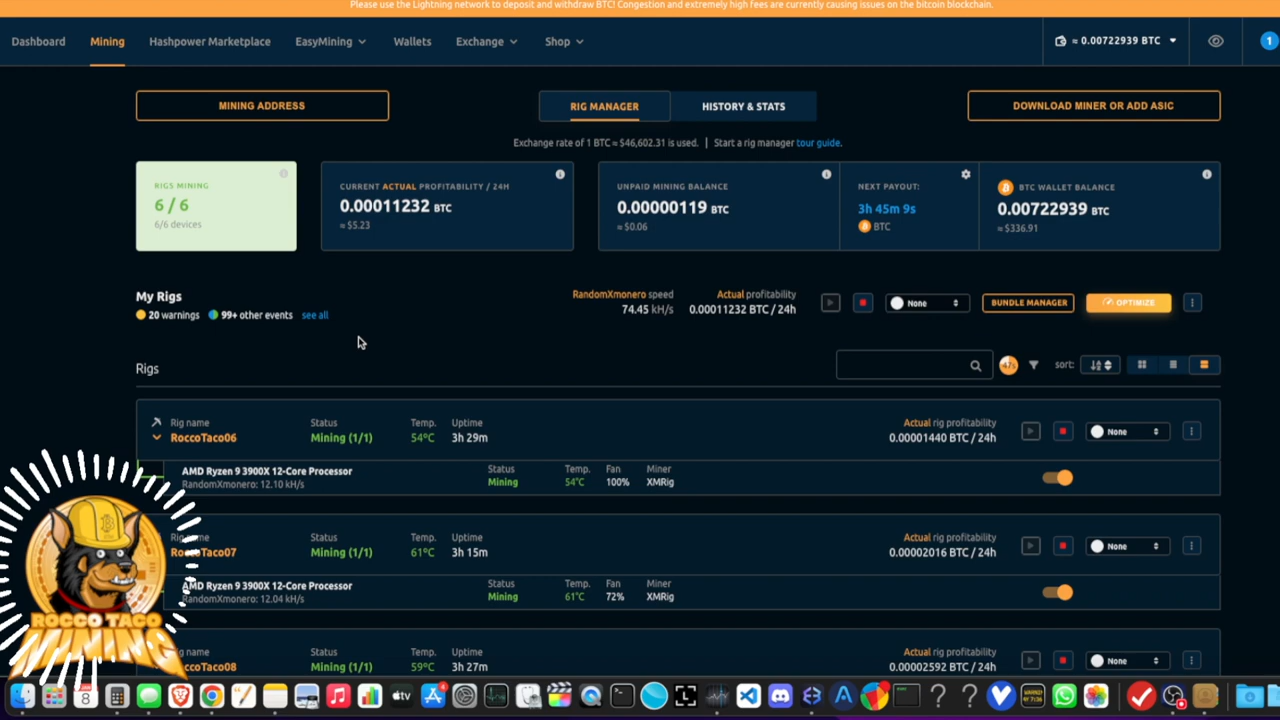 Please use the Lightning network to deposit and withdraw BTC! Congestion and extremely high fees are currently causing issues on the bitcoin blockchain.
Dashboard Mining Hashpower Marketplace EasyMining Wallets Exchange Shop ≈ 0.00722939 BTC 1
MINING ADDRESS RIG MANAGER HISTORY & STATS DOWNLOAD MINER OR ADD ASIC
Exchange rate of 1 BTC ≈ $46,602.31 is used. | Start a rig manager tour guide.
RIGS MINING
6 / 6
6/6 devices
CURRENT ACTUAL PROFITABILITY / 24H
0.00011232 BTC
≈ $5.23
UNPAID MINING BALANCE
0.00000119 BTC
≈ $0.06
NEXT PAYOUT:
3h 45m 9s
BTC
BTC WALLET BALANCE
0.00722939 BTC
≈ $336.91
My Rigs
20 warnings 99+ other events see all
RandomXmonero speed
74.45 kH/s
Actual profitability
0.00011232 BTC / 24h
None BUNDLE MANAGER OPTIMIZE
Rigs
sort:
Rig name Status Temp. Uptime Actual rig profitability
RoccoTaco06 Mining (1/1) 54°C 3h 29m 0.00001440 BTC / 24h None
AMD Ryzen 9 3900X 12-Core Processor Status Temp. Fan Miner
RandomXmonero: 12.10 kH/s Mining 54°C 100% XMRig
name Status Temp. Uptime Actual rig profitability
RoccoTaco07 Mining (1/1) 61°C 3h 15m 0.00002016 BTC / 24h None
AMD Ryzen 9 3900X 12-Core Processor Status Temp. Fan Miner
RandomXmonero: 12.04 kH/s Mining 61°C 72% XMRig
name Status Temp. Uptime Actual rig profitability
ccoTaco08 Mining (1/1) 59°C 3h 27m 0.00002592 BTC / 24h None
ROCCO TACO
MINING